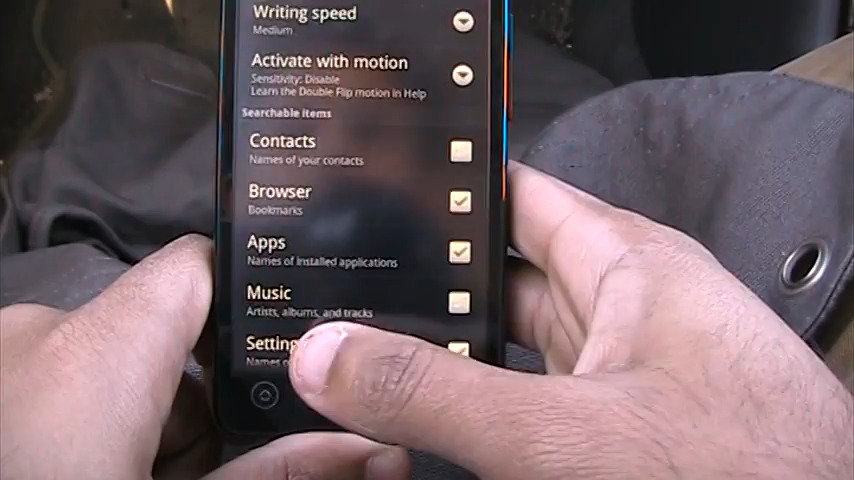 Writing speed
Medium
Activate with motion
Sensitivity: Disable
Learn the Double Flip motion in Help
Searchable items
Contacts
Names of your contacts
Browser
Bookmarks
Apps
Names of installed applications
Music
Artists, albums, and tracks
Names